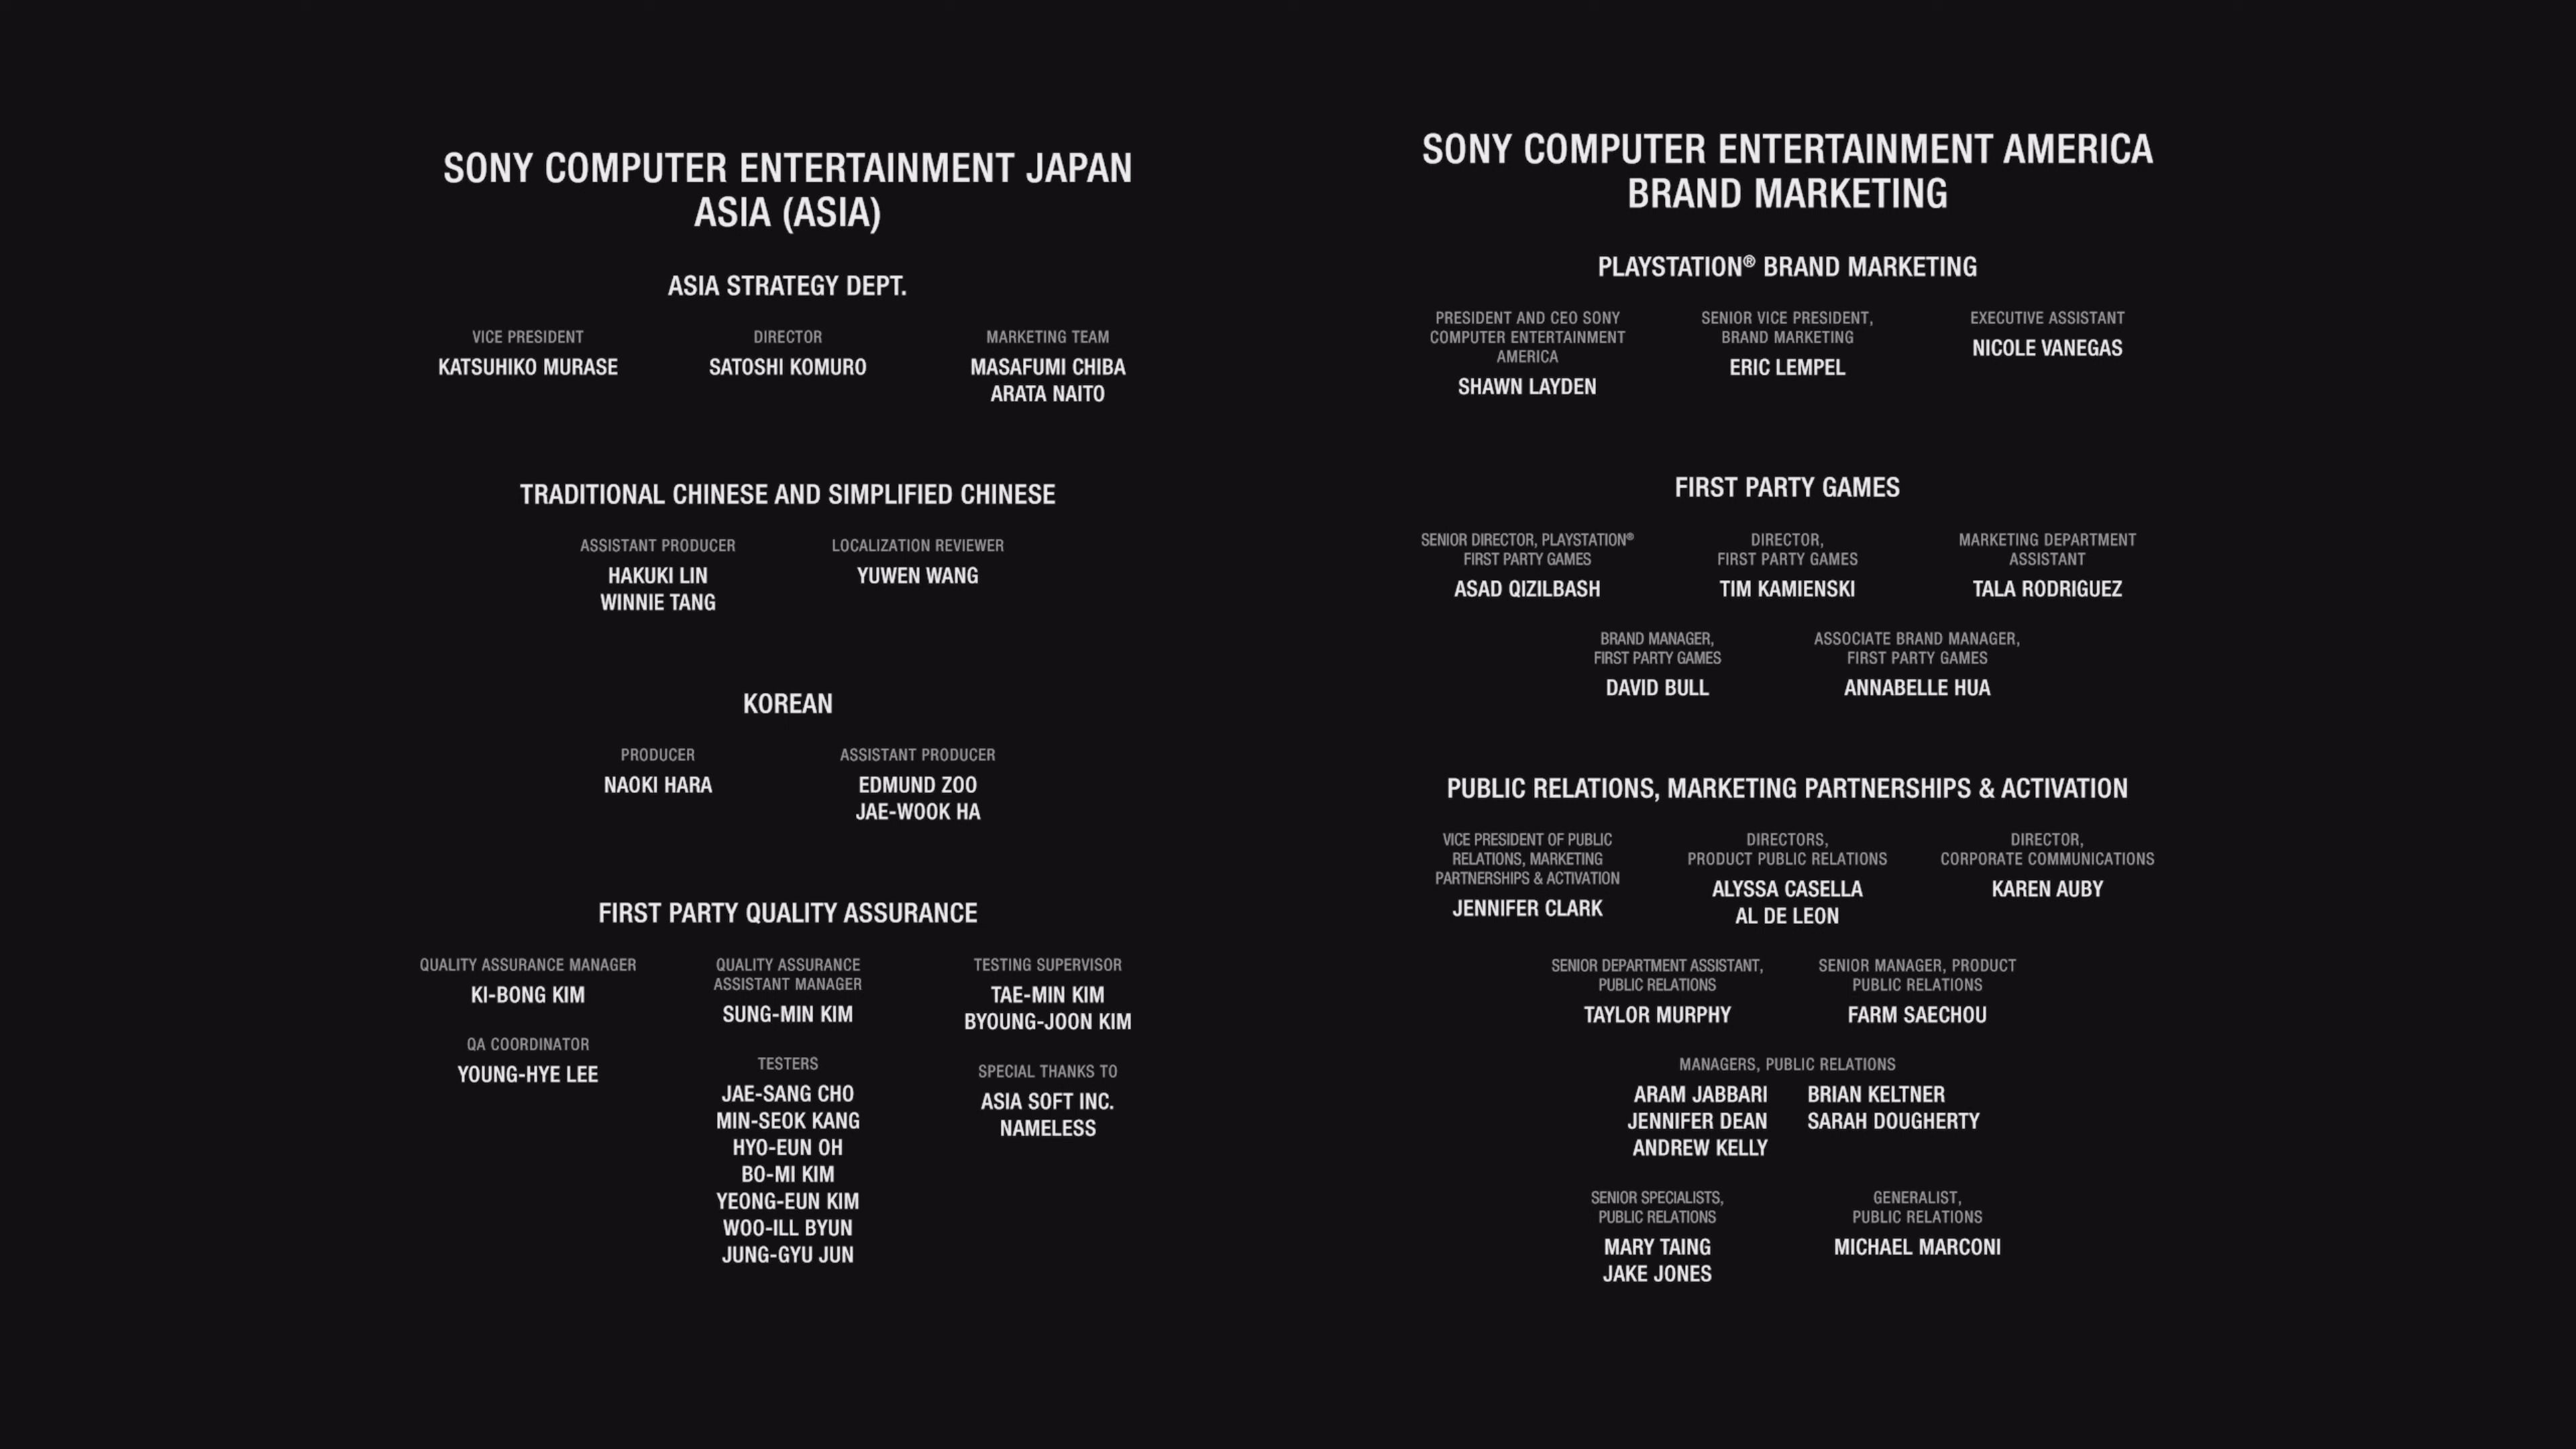 SONY COMPUTER ENTERTAINMENT JAPAN
ASIA (ASIA)
ASIA STRATEGY DEPT.
VICE PRESIDENT
KATSUHIKO MURASE
DIRECTOR
SATOSHI KOMURO
MARKETING TEAM
MASAFUMI CHIBA
ARATA NAITO
TRADITIONAL CHINESE AND SIMPLIFIED CHINESE
ASSISTANT PRODUCER
HAKUKI LIN
WINNIE TANG
LOCALIZATION REVIEWER
YUWEN WANG
KOREAN
PRODUCER
NAOKI HARA
ASSISTANT PRODUCER
EDMUND ZOO
JAE-WOOK HA
FIRST PARTY QUALITY ASSURANCE
QUALITY ASSURANCE MANAGER
KI-BONG KIM
QA COORDINATOR
YOUNG-HYE LEE
QUALITY ASSURANCE
ASSISTANT MANAGER
SUNG-MIN KIM
TESTERS
JAE-SANG CHO
MIN-SEOK KANG
HYO-EUN OH
BO-MI KIM
YEONG-EUN KIM
WOO-ILL BYUN
JUNG-GYU JUN
TESTING SUPERVISOR
TAE-MIN KIM
BYOUNG-JOON KIM
SPECIAL THANKS TO
ASIA SOFT INC.
NAMELESS
SONY COMPUTER ENTERTAINMENT AMERICA
BRAND MARKETING
PLAYSTATION® BRAND MARKETING
PRESIDENT AND CEO SONY
COMPUTER ENTERTAINMENT
AMERICA
SHAWN LAYDEN
SENIOR VICE PRESIDENT,
BRAND MARKETING
ERIC LEMPEL
EXECUTIVE ASSISTANT
NICOLE VANEGAS
FIRST PARTY GAMES
SENIOR DIRECTOR, PLAYSTATION®
FIRST PARTY GAMES
ASAD QIZILBASH
DIRECTOR,
FIRST PARTY GAMES
TIM KAMIENSKI
MARKETING DEPARTMENT
ASSISTANT
TALA RODRIGUEZ
BRAND MANAGER,
FIRST PARTY GAMES
DAVID BULL
ASSOCIATE BRAND MANAGER,
FIRST PARTY GAMES
ANNABELLE HUA
PUBLIC RELATIONS, MARKETING PARTNERSHIPS & ACTIVATION
VICE PRESIDENT OF PUBLIC
RELATIONS, MARKETING
PARTNERSHIPS & ACTIVATION
JENNIFER CLARK
DIRECTORS,
PRODUCT PUBLIC RELATIONS
ALYSSA CASELLA
AL DE LEON
DIRECTOR,
CORPORATE COMMUNICATIONS
KAREN AUBY
SENIOR DEPARTMENT ASSISTANT,
PUBLIC RELATIONS
TAYLOR MURPHY
SENIOR MANAGER, PRODUCT
PUBLIC RELATIONS
FARM SAECHOU
MANAGERS, PUBLIC RELATIONS
ARAM JABBARI
JENNIFER DEAN
ANDREW KELLY
BRIAN KELTNER
SARAH DOUGHERTY
SENIOR SPECIALISTS,
PUBLIC RELATIONS
MARY TAING
JAKE JONES
GENERALIST,
PUBLIC RELATIONS
MICHAEL MARCONI